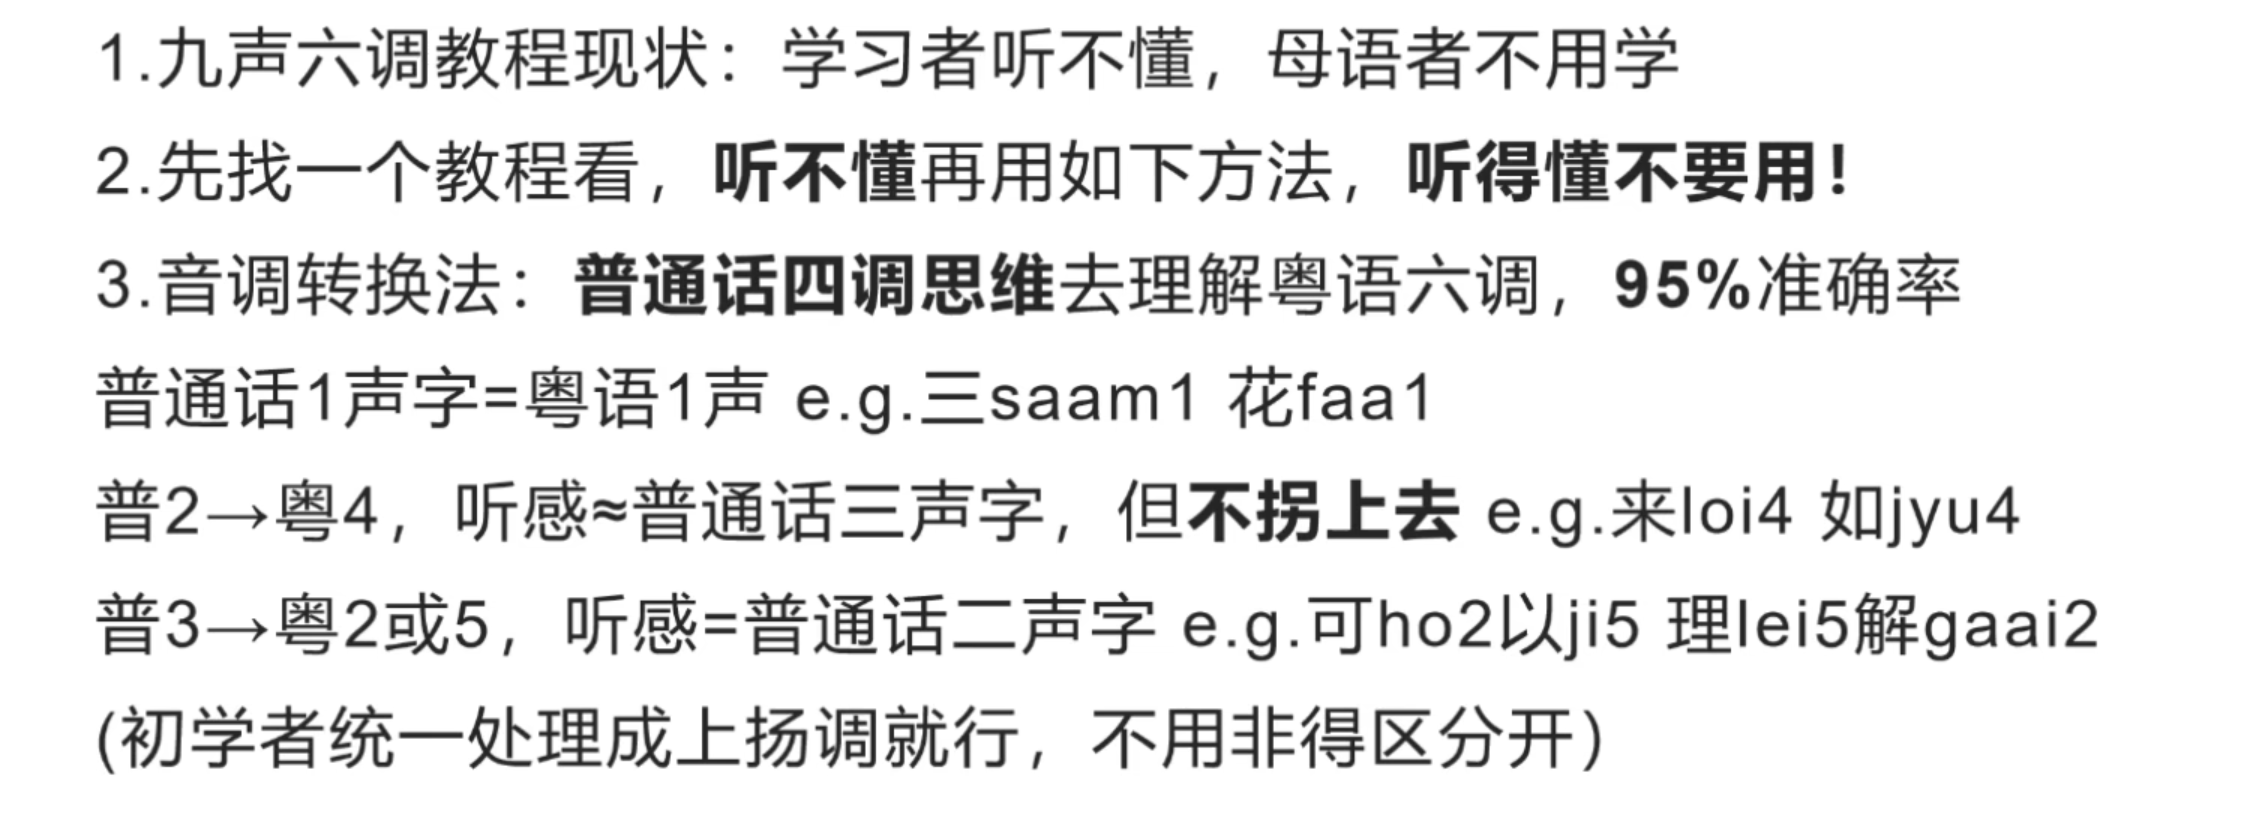 1.九声六调教程现状：学习者听不懂，母语者不用学
2.先找一个教程看，听不懂再用如下方法，听得懂不要用！
3.音调转换法：普通话四调思维去理解粤语六调，95%准确率
普通话1声字=粤语1声 e.g.三saam1 花faa1
普2→粤4，听感≈普通话三声字，但不拐上去 e.g.来loi4 如jyu4
普3→粤2或5，听感=普通话二声字 e.g.可ho2以ji5 理lei5解gaai2
(初学者统一处理成上扬调就行，不用非得区分开)